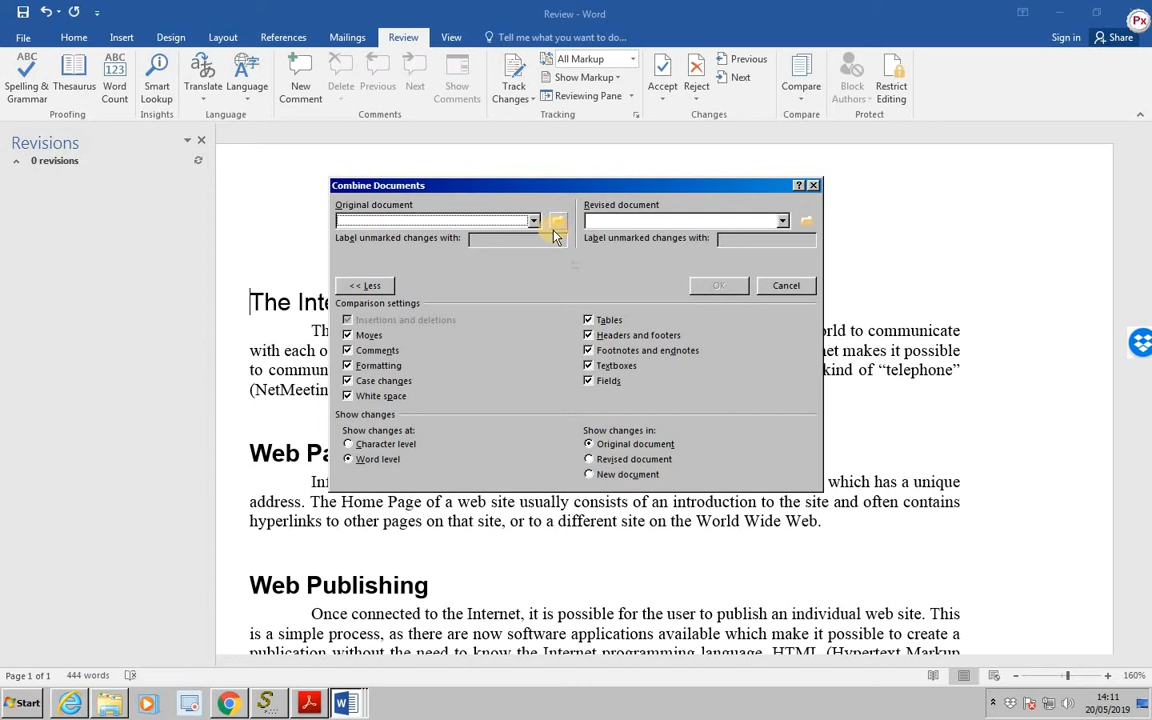 Review - Word
Px
File Home Insert Design Layout References Mailings Review View Tell me what you want to do... Sign in Share
Spelling & Grammar
Thesaurus
Word Count
Smart Lookup
Translate
Language
New Comment
Delete
Previous
Next
Show Comments
Track Changes
All Markup
Show Markup
Reviewing Pane
Accept
Reject
Previous
Next
Compare
Block Authors
Restrict Editing
Proofing Insights Language Comments Tracking Changes Compare Protect
Revisions
0 revisions
Combine Documents
Original document
Revised document
Label unmarked changes with:
Label unmarked changes with:
<< Less
OK
Cancel
Comparison settings
Insertions and deletions
Moves
Comments
Formatting
Case changes
White space
Tables
Headers and footers
Footnotes and endnotes
Textboxes
Fields
Show changes
Show changes at:
Character level
Word level
Show changes in:
Original document
Revised document
New document
The Inte
Th rld to communicate
with each o net makes it possible
to commun kind of “telephone”
(NetMeetin
Web Pa
Inf which has a unique
address. The Home Page of a web site usually consists of an introduction to the site and often contains
hyperlinks to other pages on that site, or to a different site on the World Wide Web.
Web Publishing
Once connected to the Internet, it is possible for the user to publish an individual web site. This
is a simple process, as there are now software applications available which make it possible to create a
publication without the need to know the Internet programming language, HTML (Hypertext Markup
Page 1 of 1 444 words 160%
Start
14:11
20/05/2019